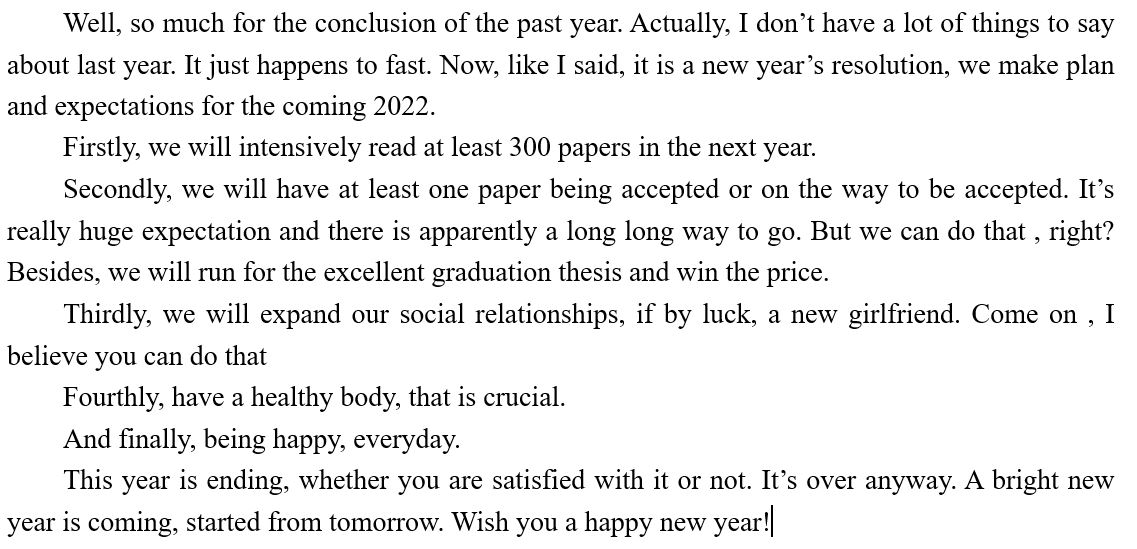 Well, so much for the conclusion of the past year. Actually, I don’t have a lot of things to say
about last year. It just happens to fast. Now, like I said, it is a new year’s resolution, we make plan
and expectations for the coming 2022.
Firstly, we will intensively read at least 300 papers in the next year.
Secondly, we will have at least one paper being accepted or on the way to be accepted. It’s
really huge expectation and there is apparently a long long way to go. But we can do that , right?
Besides, we will run for the excellent graduation thesis and win the price.
Thirdly, we will expand our social relationships, if by luck, a new girlfriend. Come on , I
believe you can do that
Fourthly, have a healthy body, that is crucial.
And finally, being happy, everyday.
This year is ending, whether you are satisfied with it or not. It’s over anyway. A bright new
year is coming, started from tomorrow. Wish you a happy new year!